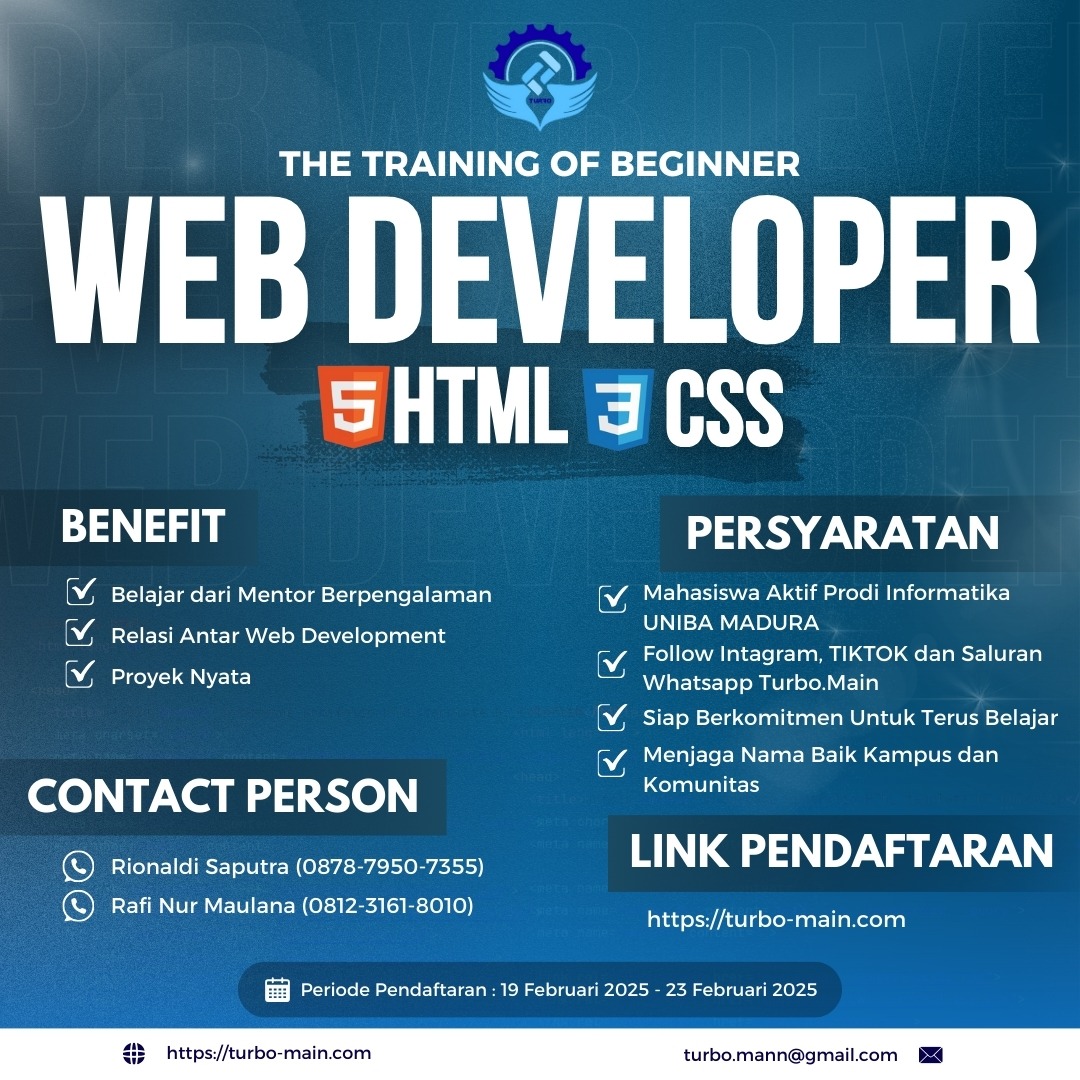 TURBO
THE TRAINING OF BEGINNER
WEB DEVELOPER
5 HTML 3 CSS
BENEFIT
Belajar dari Mentor Berpengalaman
Relasi Antar Web Development
Proyek Nyata
PERSYARATAN
Mahasiswa Aktif Prodi Informatika
UNIBA MADURA
Follow Intagram, TIKTOK dan Saluran
Whatsapp Turbo.Main
Siap Berkomitmen Untuk Terus Belajar
Menjaga Nama Baik Kampus dan
Komunitas
CONTACT PERSON
Rionaldi Saputra (0878-7950-7355)
Rafi Nur Maulana (0812-3161-8010)
LINK PENDAFTARAN
https://turbo-main.com
Periode Pendaftaran : 19 Februari 2025 - 23 Februari 2025
https://turbo-main.com
turbo.mann@gmail.com